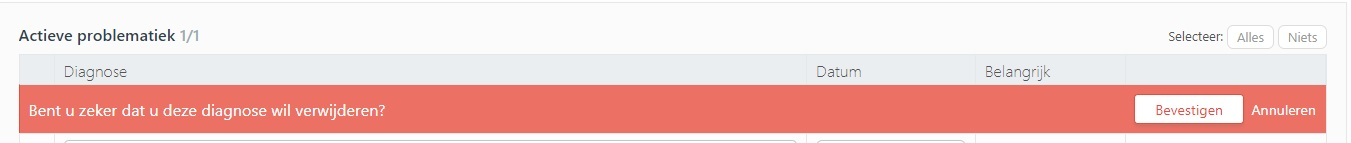 Actieve problematiek 1/1
Selecteer: Alles Niets
Diagnose Datum Belangrijk
Bent u zeker dat u deze diagnose wil verwijderen? Bevestigen Annuleren